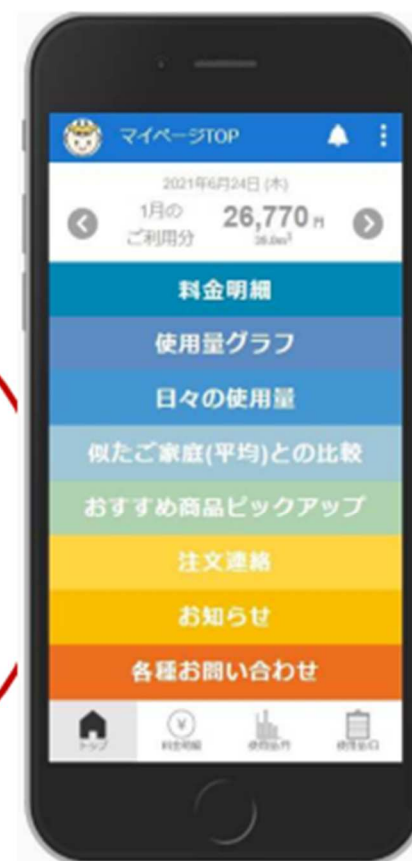 マイページTOP
2021年6月24日 (木)
1月の
ご利用分
26,770 円
料金明細
使用量グラフ
日々の使用量
似たご家庭(平均)との比較
おすすめ商品ピックアップ
注文連絡
お知らせ
各種お問い合わせ
トップ
料金明細